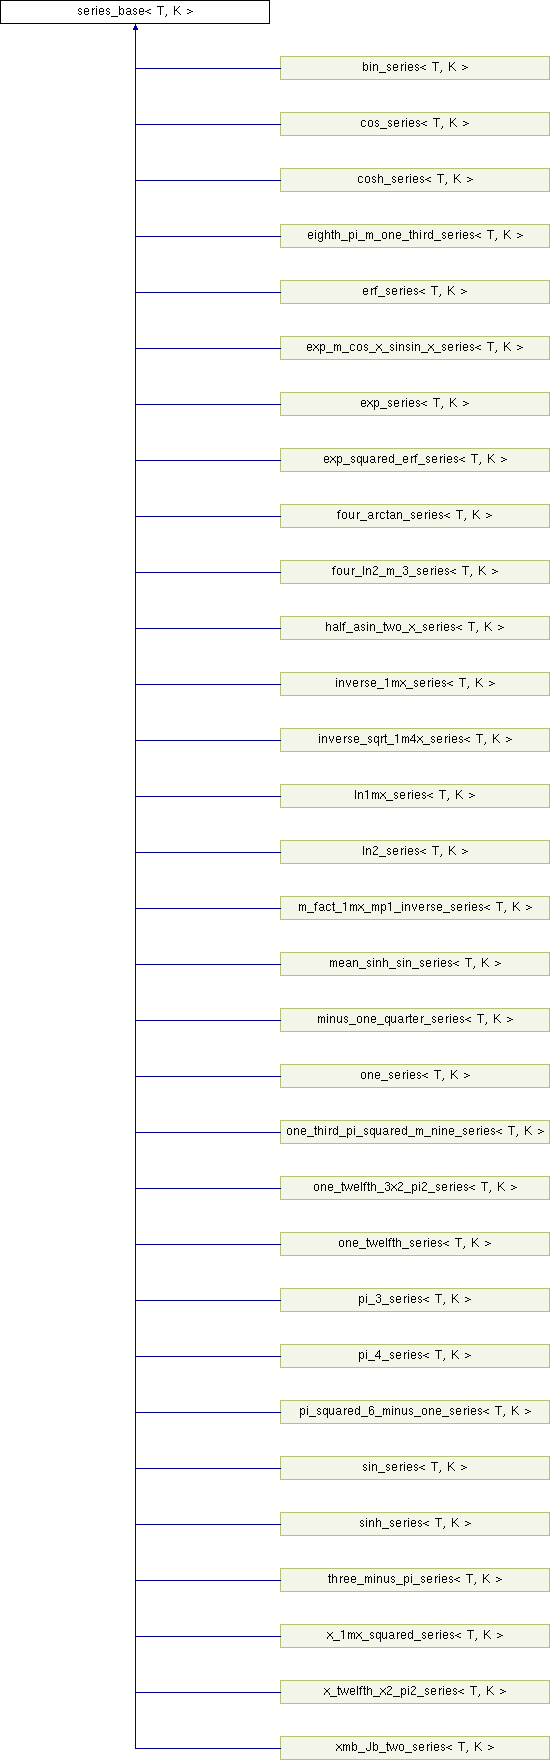 series_base< T, K >
bin_series< T, K >
cos_series< T, K >
cosh_series< T, K >
eighth_pi_m_one_third_series< T, K >
erf_series< T, K >
exp_m_cos_x_sinsin_x_series< T, K >
exp_series< T, K >
exp_squared_erf_series< T, K >
four_arctan_series< T, K >
four_ln2_m_3_series< T, K >
half_asin_two_x_series< T, K >
inverse_1mx_series< T, K >
inverse_sqrt_1m4x_series< T, K >
ln1mx_series< T, K >
ln2_series< T, K >
m_fact_1mx_mp1_inverse_series< T, K >
mean_sinh_sin_series< T, K >
minus_one_quarter_series< T, K >
one_series< T, K >
one_third_pi_squared_m_nine_series< T, K >
one_twelfth_3x2_pi2_series< T, K >
one_twelfth_series< T, K >
pi_3_series< T, K >
pi_4_series< T, K >
pi_squared_6_minus_one_series< T, K >
sin_series< T, K >
sinh_series< T, K >
three_minus_pi_series< T, K >
x_1mx_squared_series< T, K >
x_twelfth_x2_pi2_series< T, K >
xmb_Jb_two_series< T, K >